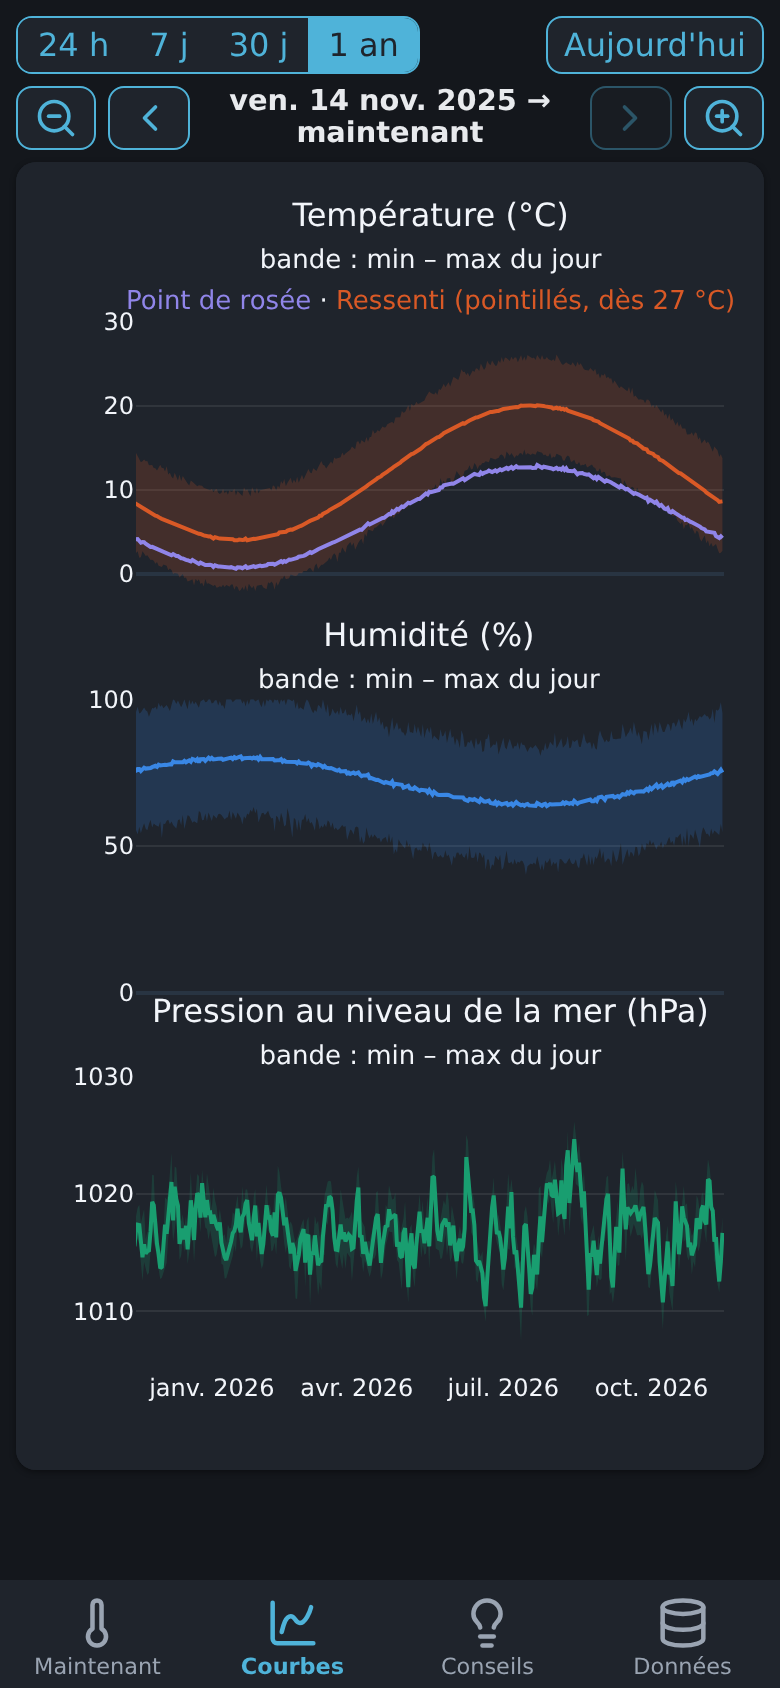 24 h 7 j 30 j 1 an Aujourd'hui
ven. 14 nov. 2025 →
maintenant
Température (°C)
bande : min – max du jour
Point de rosée · Ressenti (pointillés, dès 27 °C)
30
20
10
0
Humidité (%)
bande : min – max du jour
100
50
0
Pression au niveau de la mer (hPa)
bande : min – max du jour
1030
1020
1010
janv. 2026 avr. 2026 juil. 2026 oct. 2026
Maintenant Courbes Conseils Données